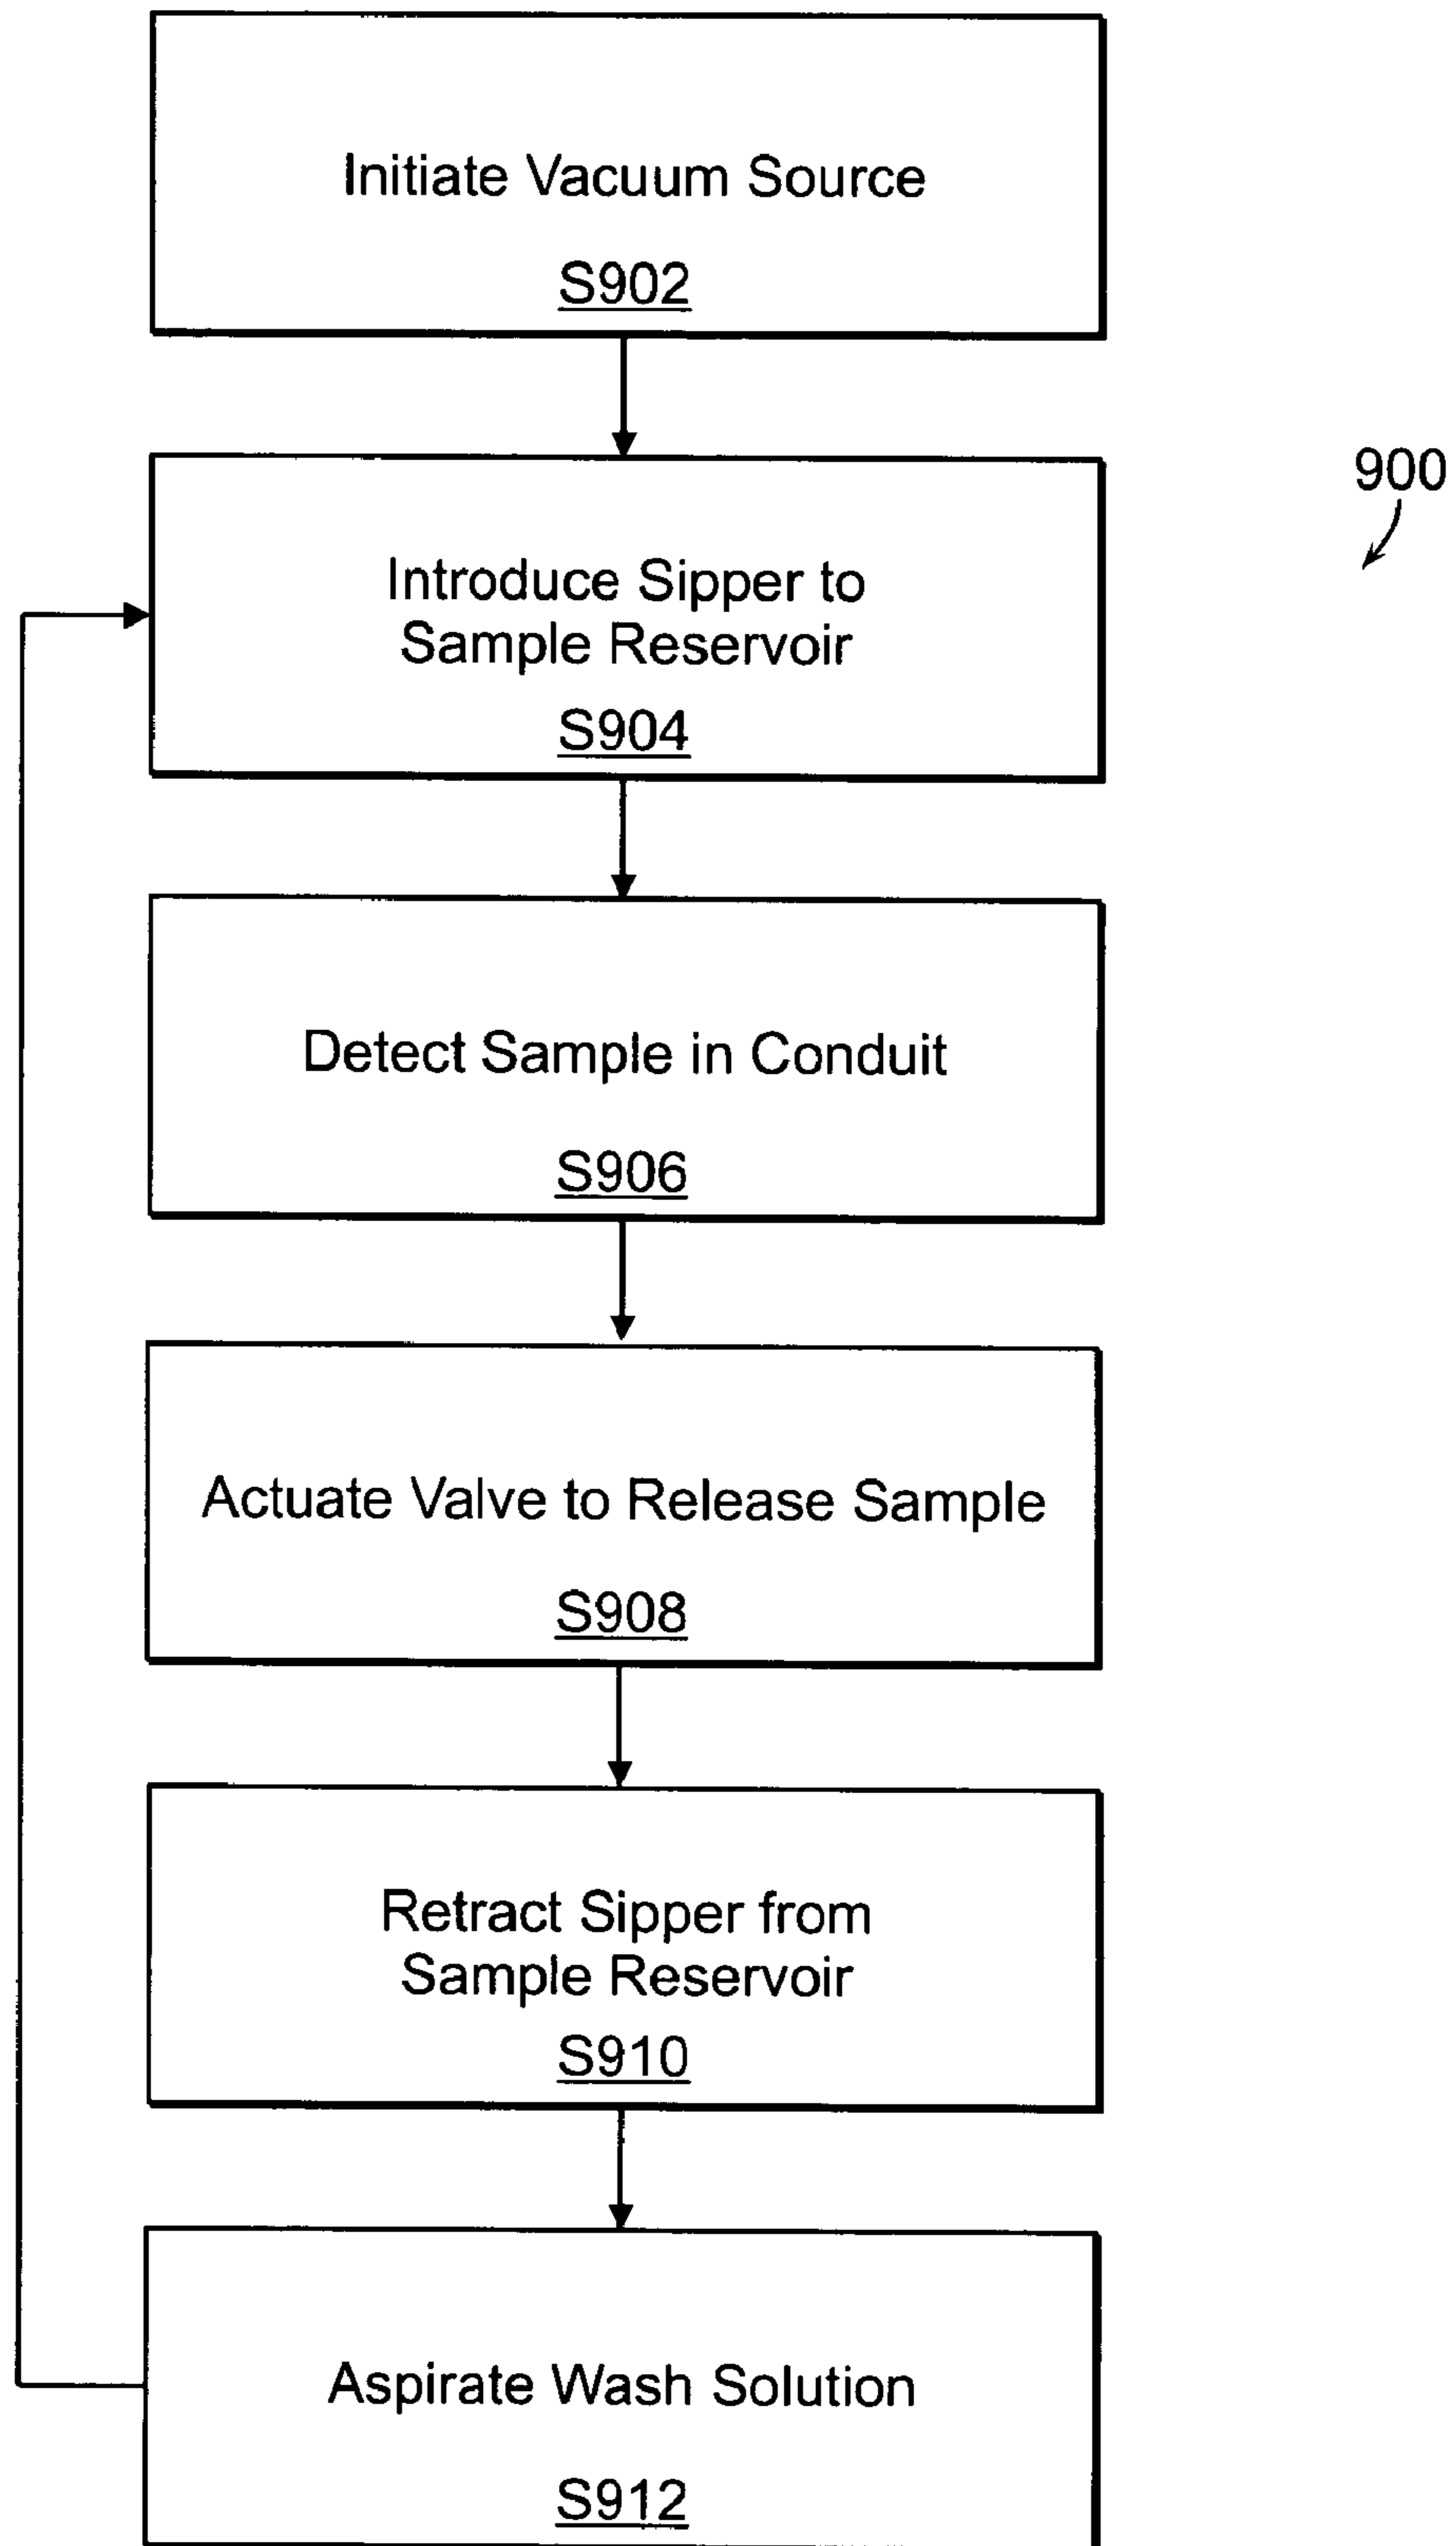 Initiate Vacuum Source
S902
900
Introduce Sipper to
Sample Reservoir
S904
Detect Sample in Conduit
S906
Actuate Valve to Release Sample
S908
Retract Sipper from
Sample Reservoir
S910
Aspirate Wash Solution
S912